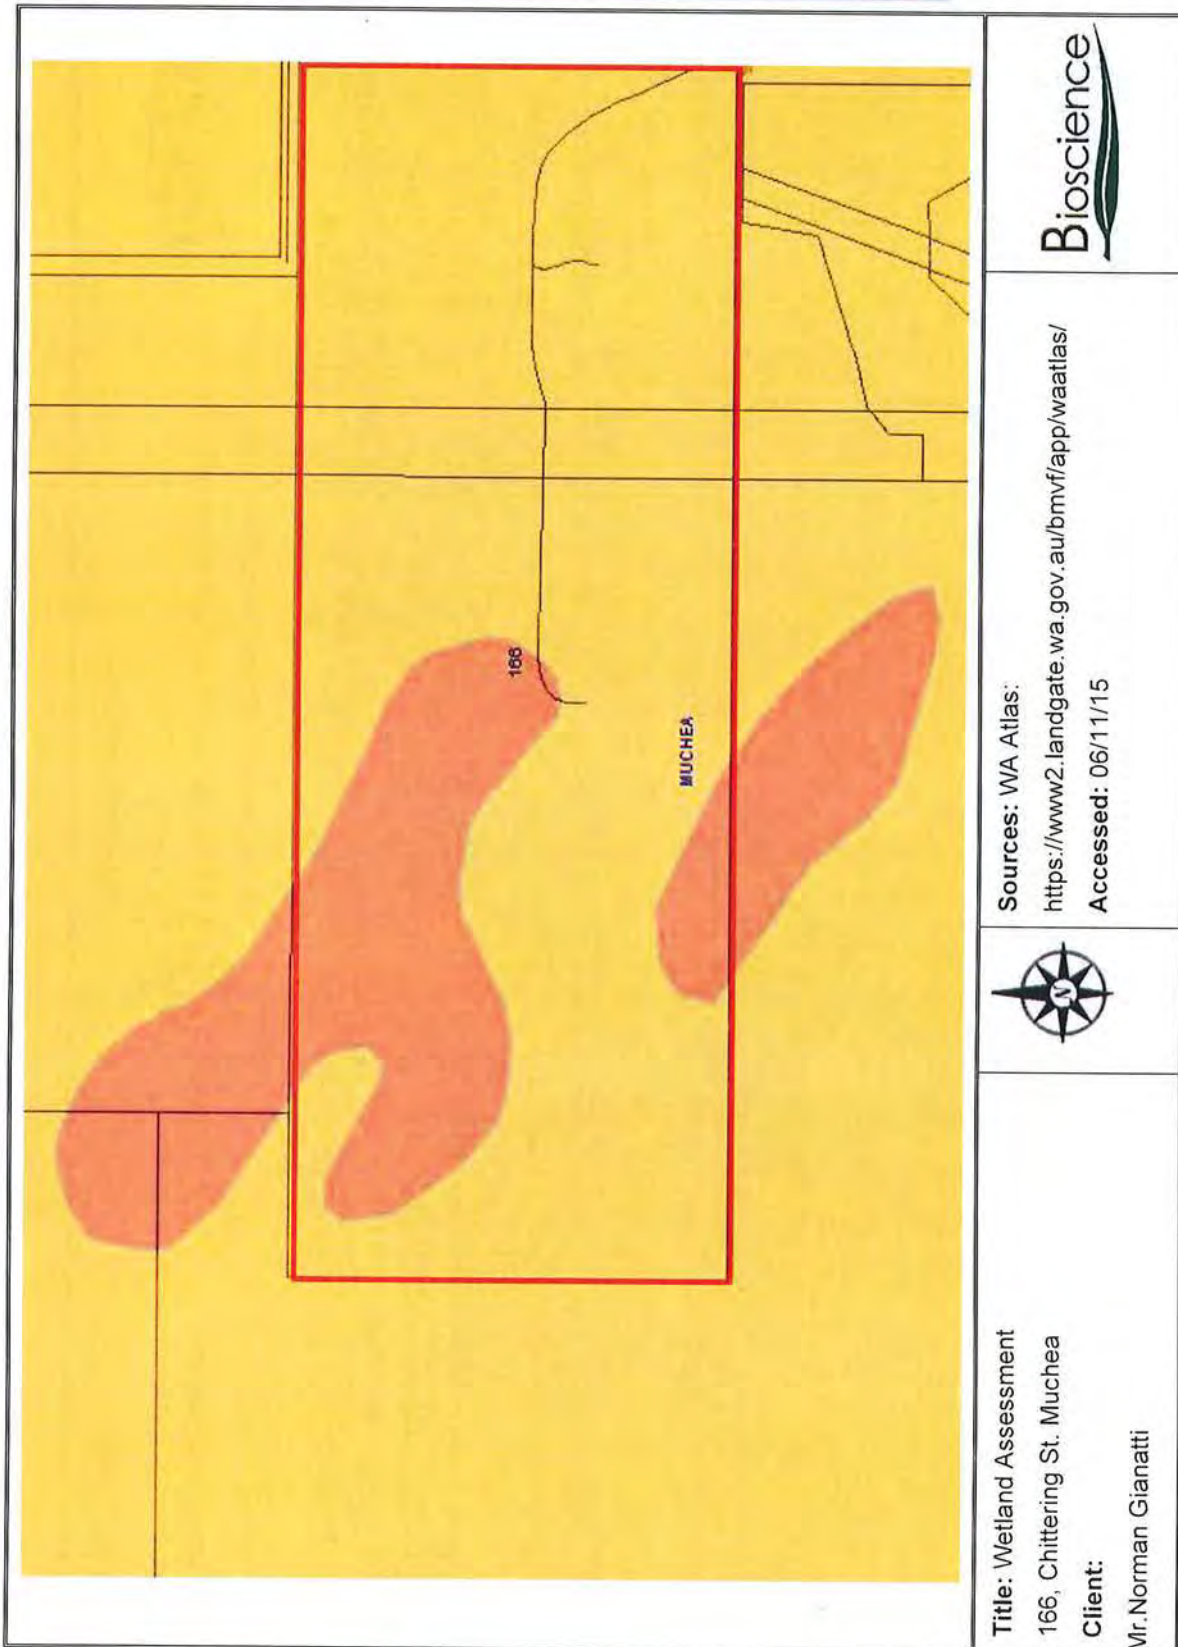 166
MUCHEA
Title: Wetland Assessment
166, Chittering St. Muchea
Client:
Mr.Norman Gianatti
N
Sources: WA Atlas:
https://www2.landgate.wa.gov.au/bmvf/app/waatlas/
Accessed: 06/11/15
Bioscience